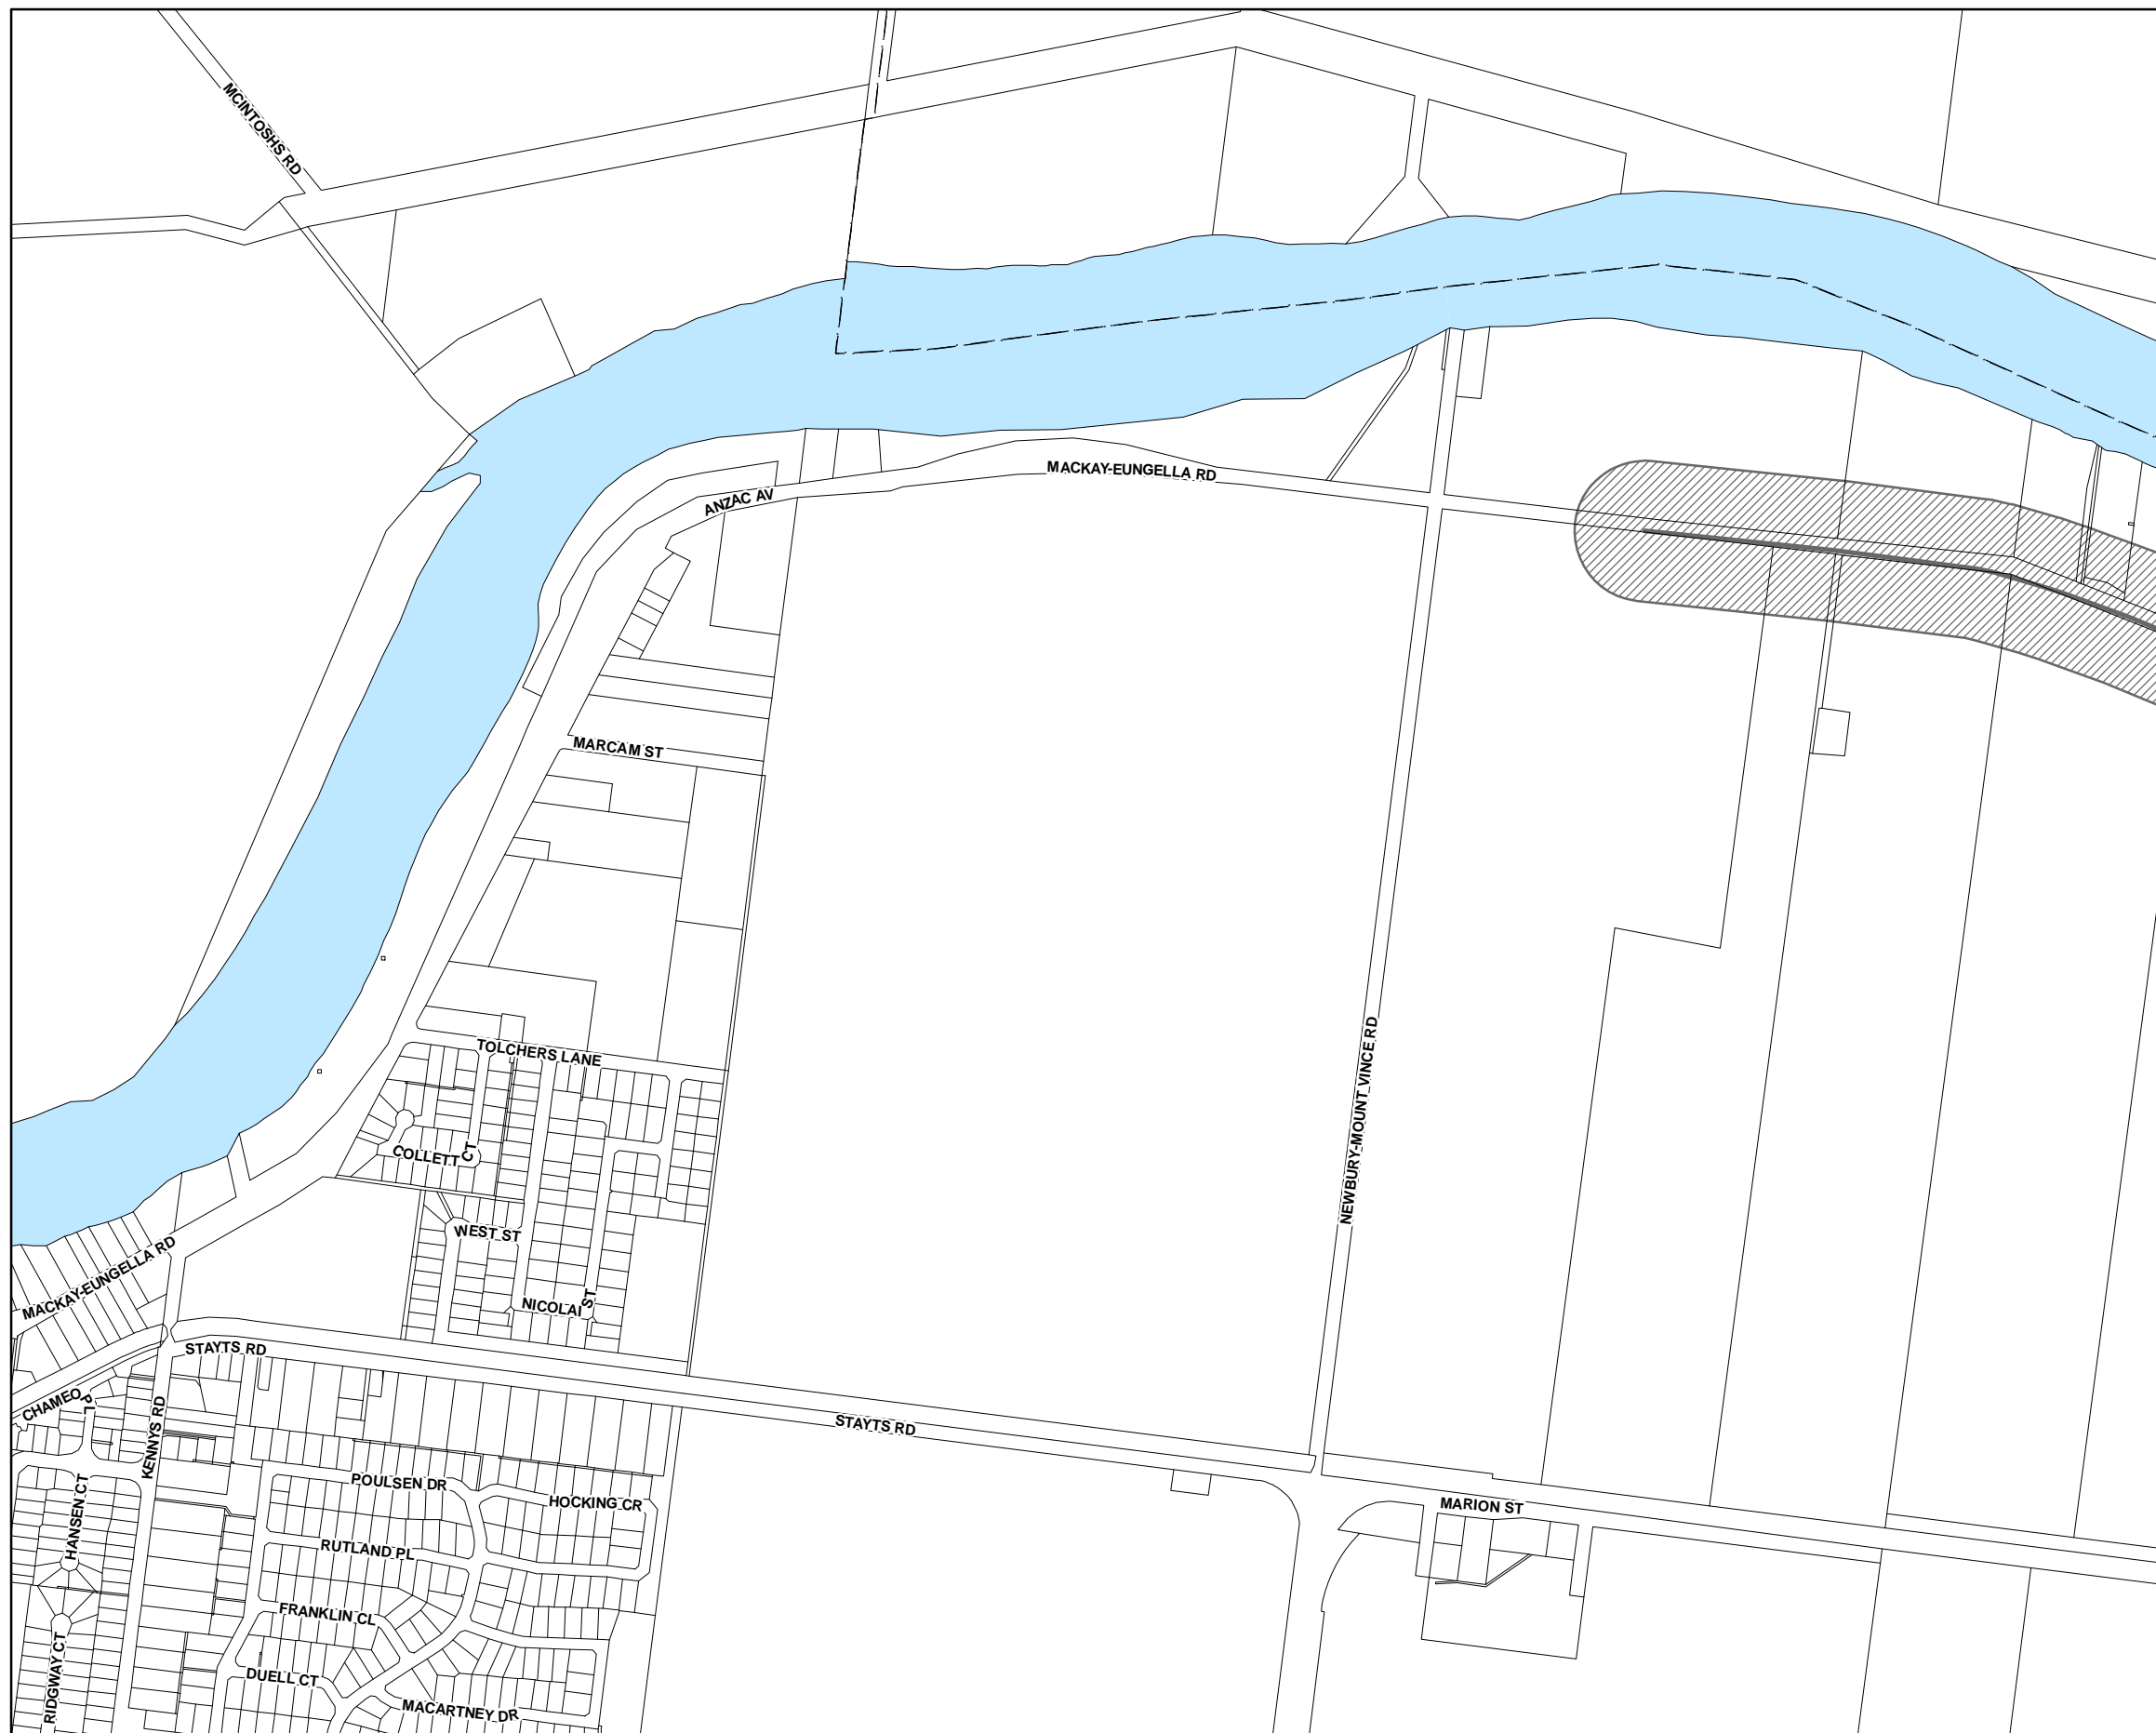 MCINTOSHS RD
MACKAY-EUNGELLA RD
ANZAC AV
MARCAM ST
TOLCHERS LANE
COLLETT CT
NEWBURY-MOUNT VINCE RD
WEST ST
MACKAY-EUNGELLA RD
NICOLAI ST
STAYTS RD
CHAMEO PL
KENNYS RD
STAYTS RD
POULSEN DR
HOCKING CR
MARION ST
HANSEN CT
RUTLAND PL
FRANKLIN CL
RIDGWAY CT
DUELL CT
MACARTNEY DR